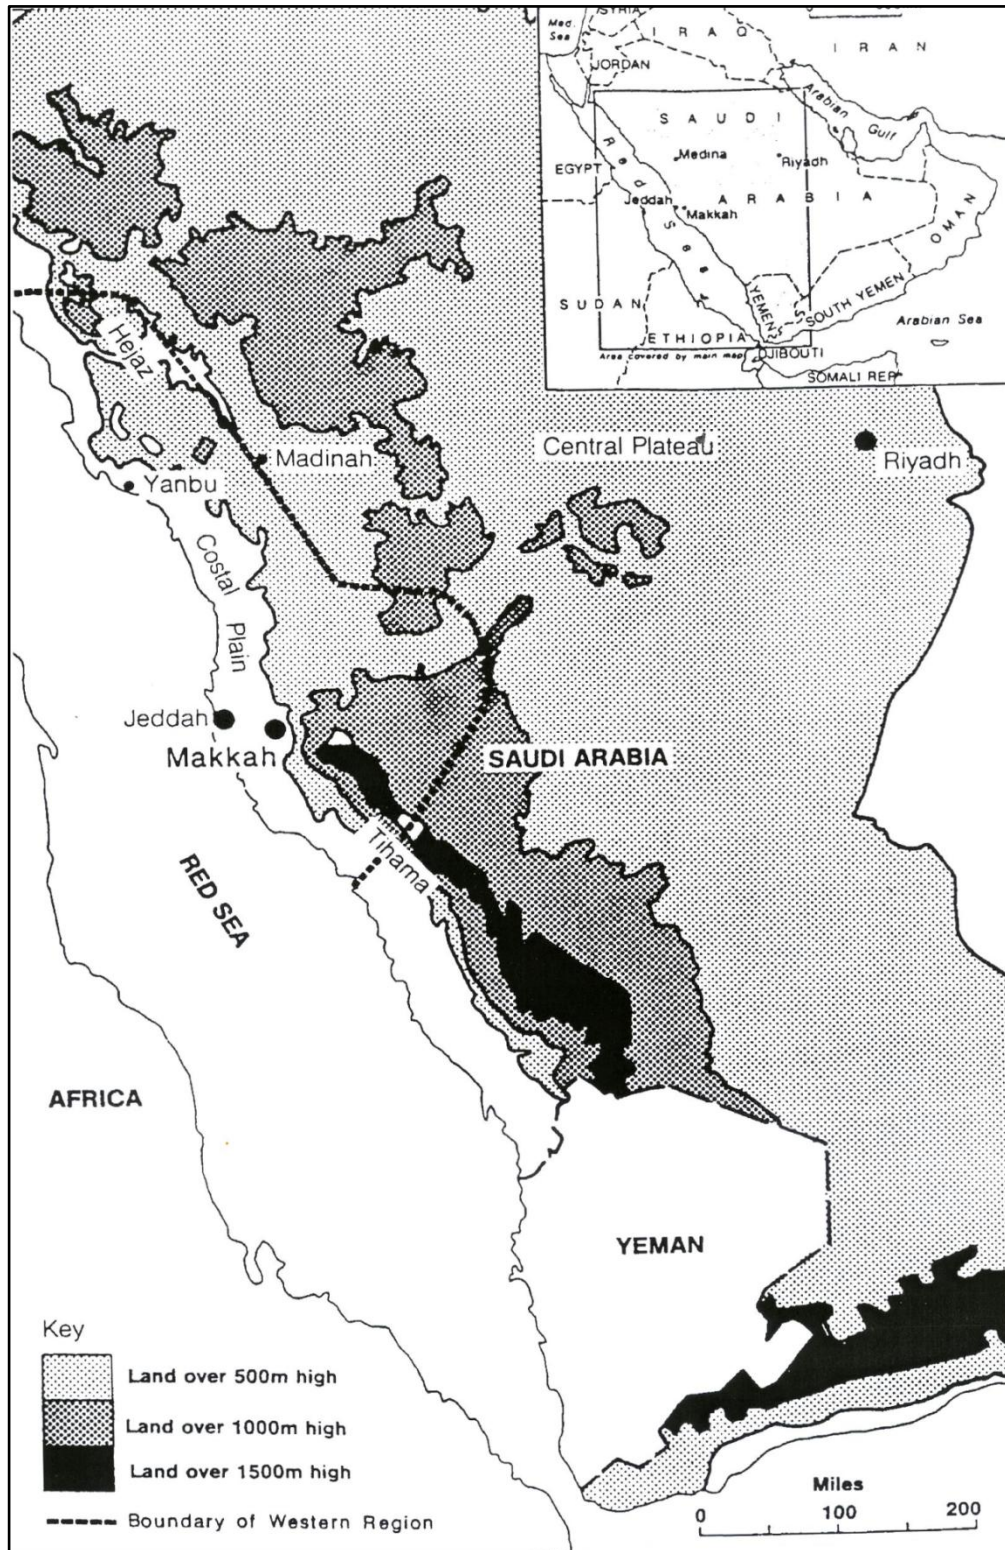 Hejaz
Madinah
Yanbu
Central Plateau
Riyadh
Costal
Plain
Jeddah
Makkah
SAUDI ARABIA
Tihama
RED SEA
AFRICA
YEMAN
Key
Land over 500m high
Land over 1000m high
Land over 1500m high
Boundary of Western Region
Miles
0 100 200
SYRIA
Med.
Sea
IRAQ
IRAN
JORDAN
Arabian
Gulf
SAUDI
Medina
Riyadh
EGYPT
Red
Sea
ARABIA
Jeddah
Makkah
OMAN
SUDAN
YEMEN
SOUTH YEMEN
Arabian Sea
ETHIOPIA
Area covered by main map
DJIBOUTI
SOMALI REP.